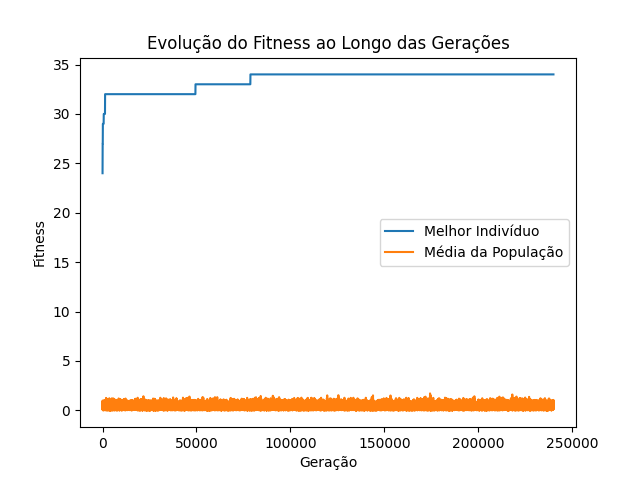 Evolução do Fitness ao Longo das Gerações
35
30
25
20
15
10
5
0
Fitness
Melhor Indivíduo
Média da População
0 50000 100000 150000 200000 250000
Geração